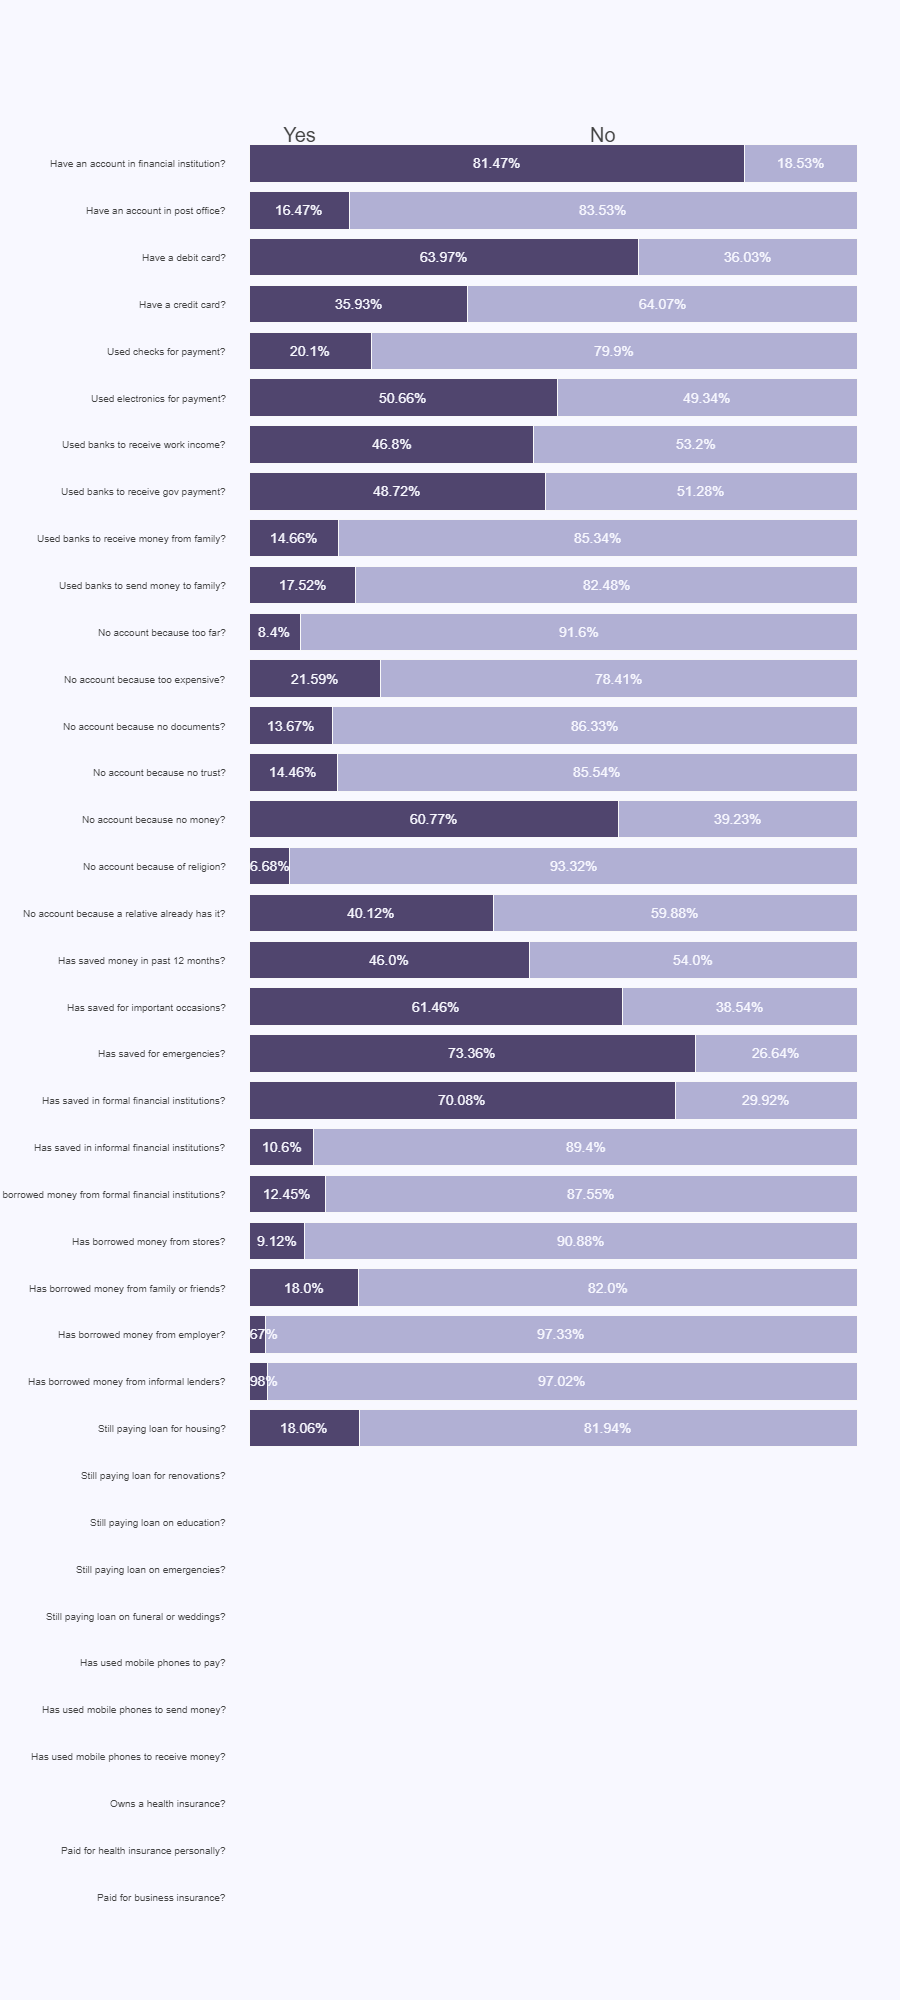 Yes No
Have an account in financial institution? 81.47% 18.53%
Have an account in post office? 16.47% 83.53%
Have a debit card? 63.97% 36.03%
Have a credit card? 35.93% 64.07%
Used checks for payment? 20.1% 79.9%
Used electronics for payment? 50.66% 49.34%
Used banks to receive work income? 46.8% 53.2%
Used banks to receive gov payment? 48.72% 51.28%
Used banks to receive money from family? 14.66% 85.34%
Used banks to send money to family? 17.52% 82.48%
No account because too far? 8.4% 91.6%
No account because too expensive? 21.59% 78.41%
No account because no documents? 13.67% 86.33%
No account because no trust? 14.46% 85.54%
No account because no money? 60.77% 39.23%
No account because of religion? 6.68% 93.32%
No account because a relative already has it? 40.12% 59.88%
Has saved money in past 12 months? 46.0% 54.0%
Has saved for important occasions? 61.46% 38.54%
Has saved for emergencies? 73.36% 26.64%
Has saved in formal financial institutions? 70.08% 29.92%
Has saved in informal financial institutions? 10.6% 89.4%
borrowed money from formal financial institutions? 12.45% 87.55%
Has borrowed money from stores? 9.12% 90.88%
Has borrowed money from family or friends? 18.0% 82.0%
Has borrowed money from employer? 67% 97.33%
Has borrowed money from informal lenders? 98% 97.02%
Still paying loan for housing? 18.06% 81.94%
Still paying loan for renovations?
Still paying loan on education?
Still paying loan on emergencies?
Still paying loan on funeral or weddings?
Has used mobile phones to pay?
Has used mobile phones to send money?
Has used mobile phones to receive money?
Owns a health insurance?
Paid for health insurance personally?
Paid for business insurance?